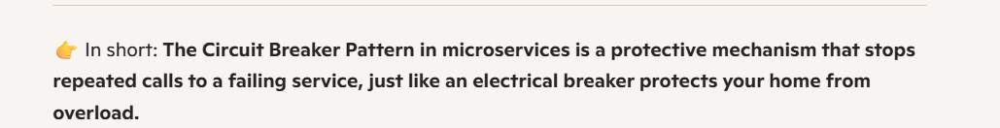 👉 In short: The Circuit Breaker Pattern in microservices is a protective mechanism that stops
repeated calls to a failing service, just like an electrical breaker protects your home from
overload.